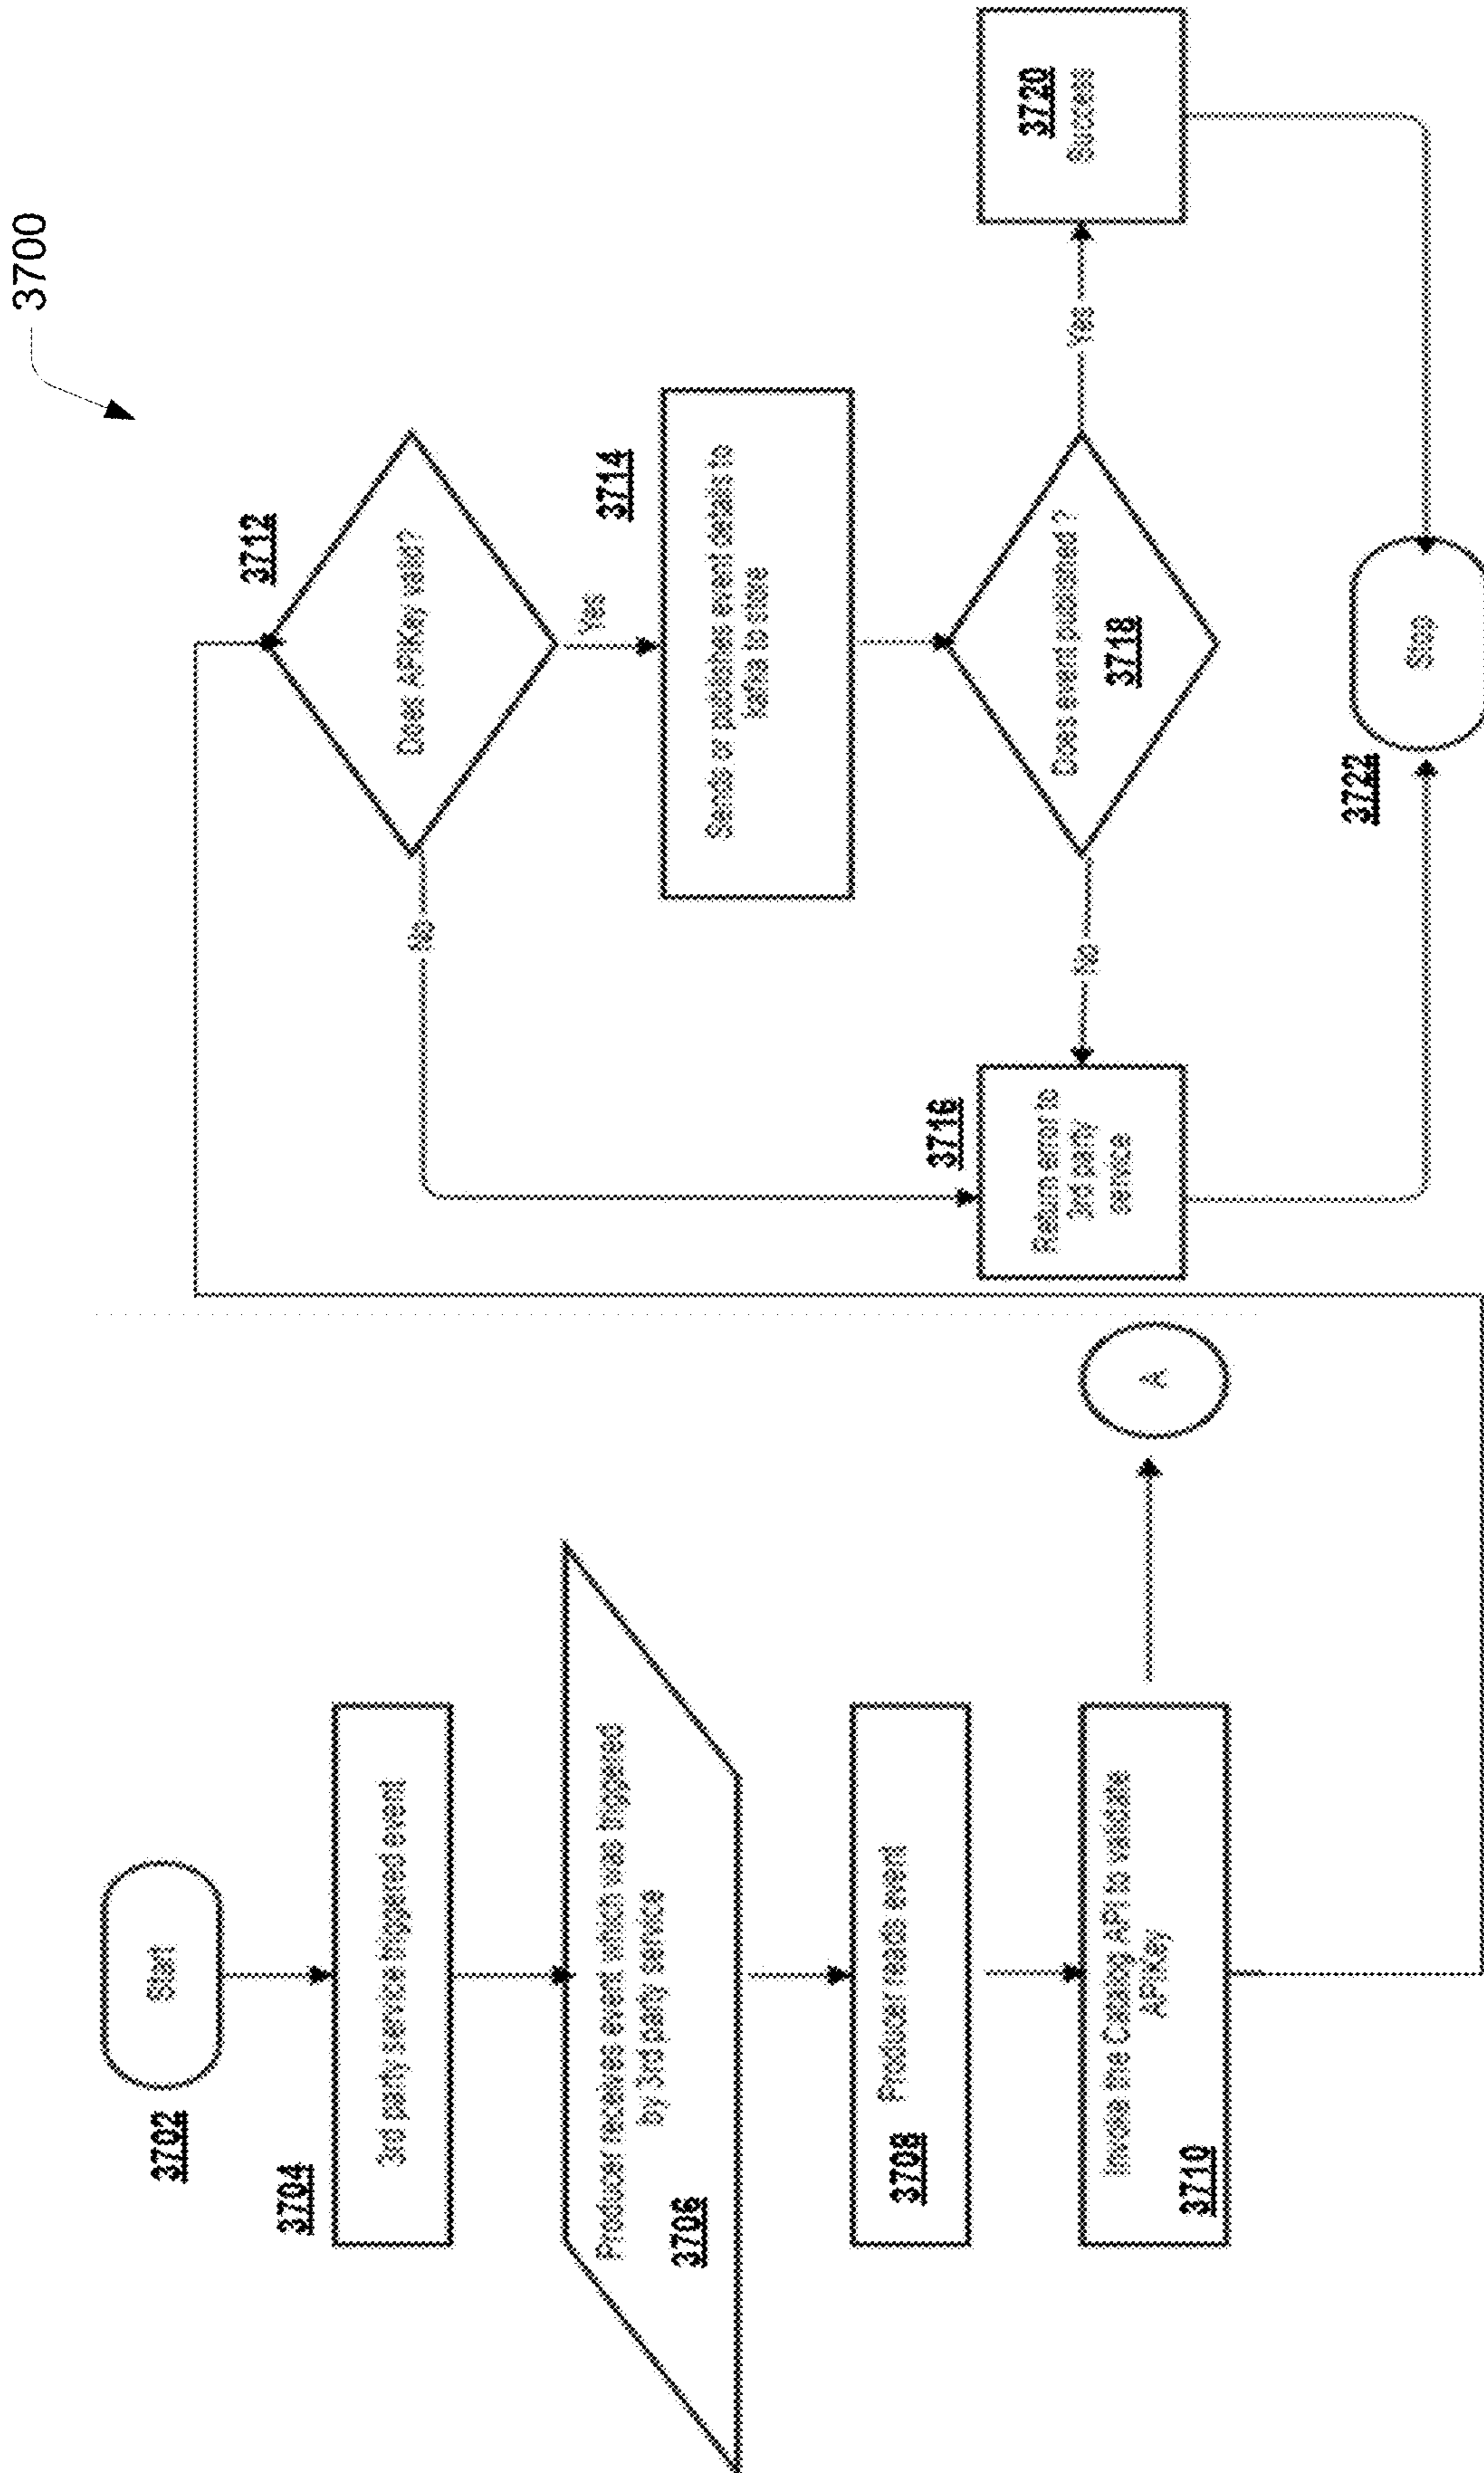 3700
Start
3702
3704
3rd party service triggered event
Producer receives event which was triggered
by 3rd party service
3706
Producer reads event
3708
Invoke the Catalog API to validate
APIKey
3710
A
3712
Does APIKey valid?
No
Yes
3714
Sends or publishes event details to
kafka to store
Does event published ?
3718
No
Yes
3716
Return error to
3rd party
service
3720
Success
3722
Stop